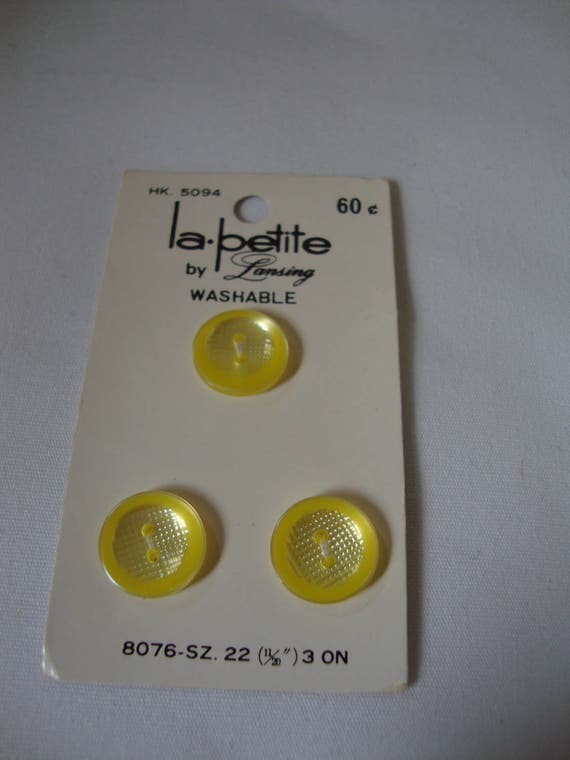 HK. 5094
60 ¢
la·petite
by Lansing
WASHABLE
8076-SZ. 22 (11/20") 3 ON